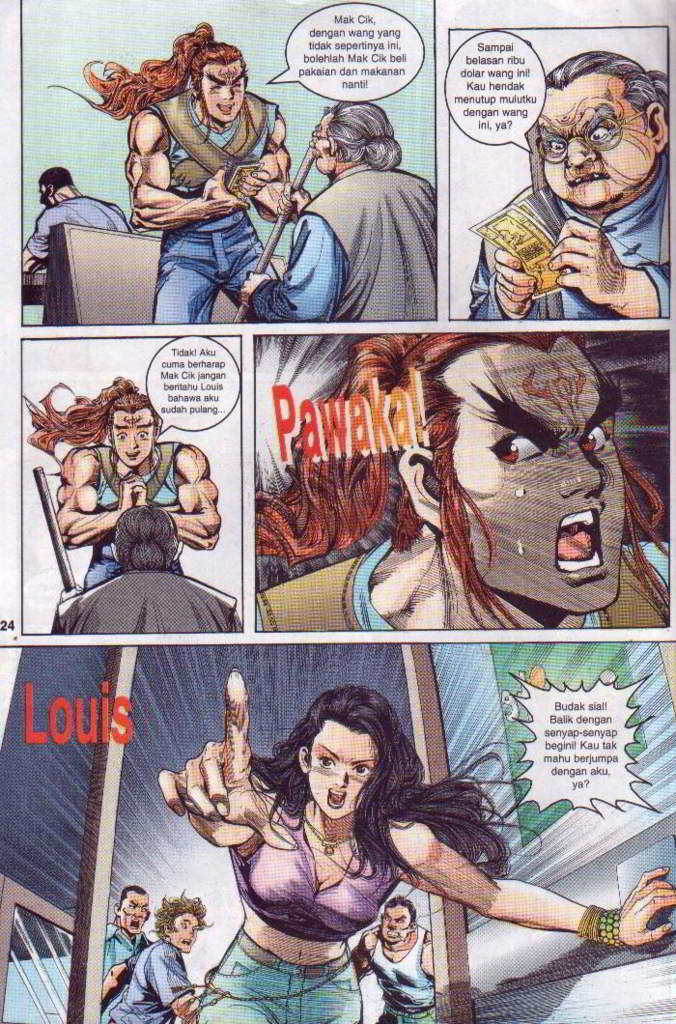 Mak Cik,
dengan wang yang
tidak sepertinya ini,
bolehlah Mak Cik beli
pakaian dan makanan
nanti!
Sampai
belasan ribu
dolar wang ini!
Kau hendak
menutup mulutku
dengan wang
ini, ya?
Tidak! Aku
cuma berharap
Mak Cik jangan
beritahu Louis
bahawa aku
sudah pulang...
Pawaka!
24
Louis
Budak sial!
Balik dengan
senyap-senyap
begini! Kau tak
mahu berjumpa
dengan aku,
ya?